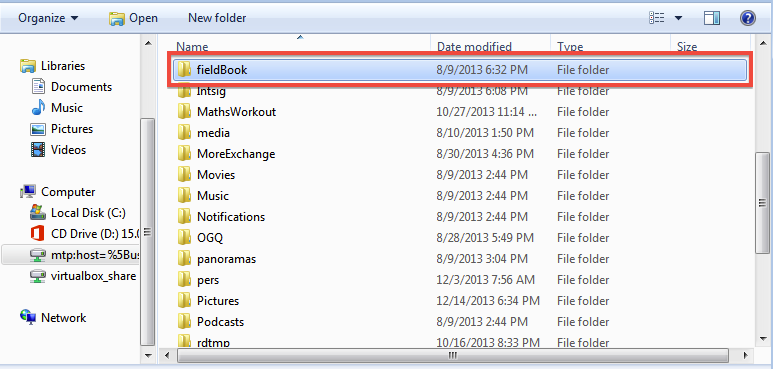 Organize Open New folder
Name Date modified Type Size
Libraries
Documents
Music
Pictures
Videos
Computer
Local Disk (C:)
CD Drive (D:) 15.0
mtp:host=%5Bus
virtualbox_share
Network
fieldBook 8/9/2013 6:32 PM File folder
Intsig 8/9/2013 6:08 PM File folder
MathsWorkout 10/27/2013 11:14 ... File folder
media 8/10/2013 1:50 PM File folder
MoreExchange 8/30/2013 4:36 PM File folder
Movies 8/9/2013 2:44 PM File folder
Music 8/9/2013 2:44 PM File folder
Notifications 8/9/2013 2:44 PM File folder
OGQ 8/28/2013 5:49 PM File folder
panoramas 8/9/2013 3:04 PM File folder
pers 12/3/2013 7:56 AM File folder
Pictures 12/14/2013 6:34 PM File folder
Podcasts 8/9/2013 2:44 PM File folder
rdtmp 10/16/2013 8:33 PM File folder